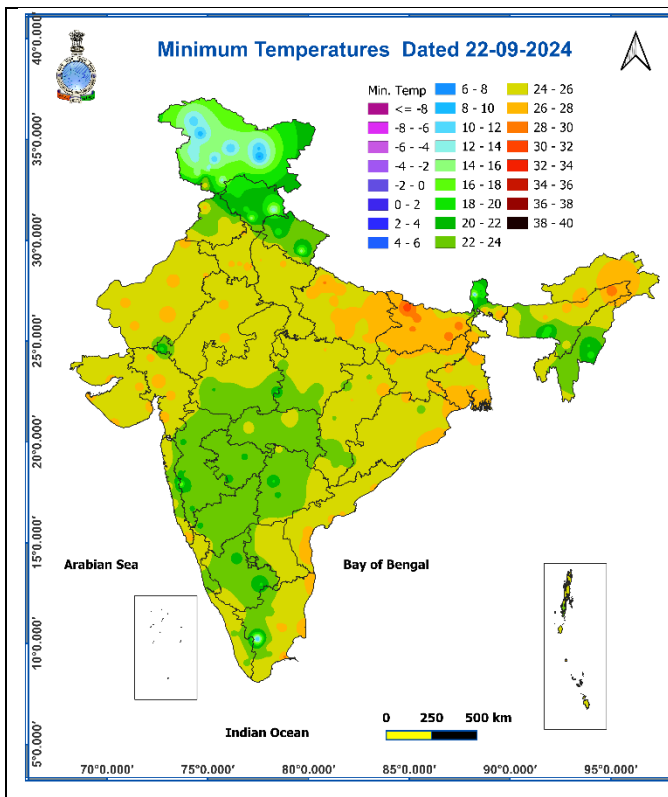 Minimum Temperatures Dated 22-09-2024
Min. Temp
<= -8
-8 - -6
-6 - -4
-4 - -2
-2 - 0
0 - 2
2 - 4
4 - 6
6 - 8
8 - 10
10 - 12
12 - 14
14 - 16
16 - 18
18 - 20
20 - 22
22 - 24
24 - 26
26 - 28
28 - 30
30 - 32
32 - 34
34 - 36
36 - 38
38 - 40
40°0.000'
35°0.000'
30°0.000'
25°0.000'
20°0.000'
15°0.000'
10°0.000'
5°0.000'
Arabian Sea
Bay of Bengal
Indian Ocean
0 250 500 km
70°0.000' 75°0.000' 80°0.000' 85°0.000' 90°0.000' 95°0.000'